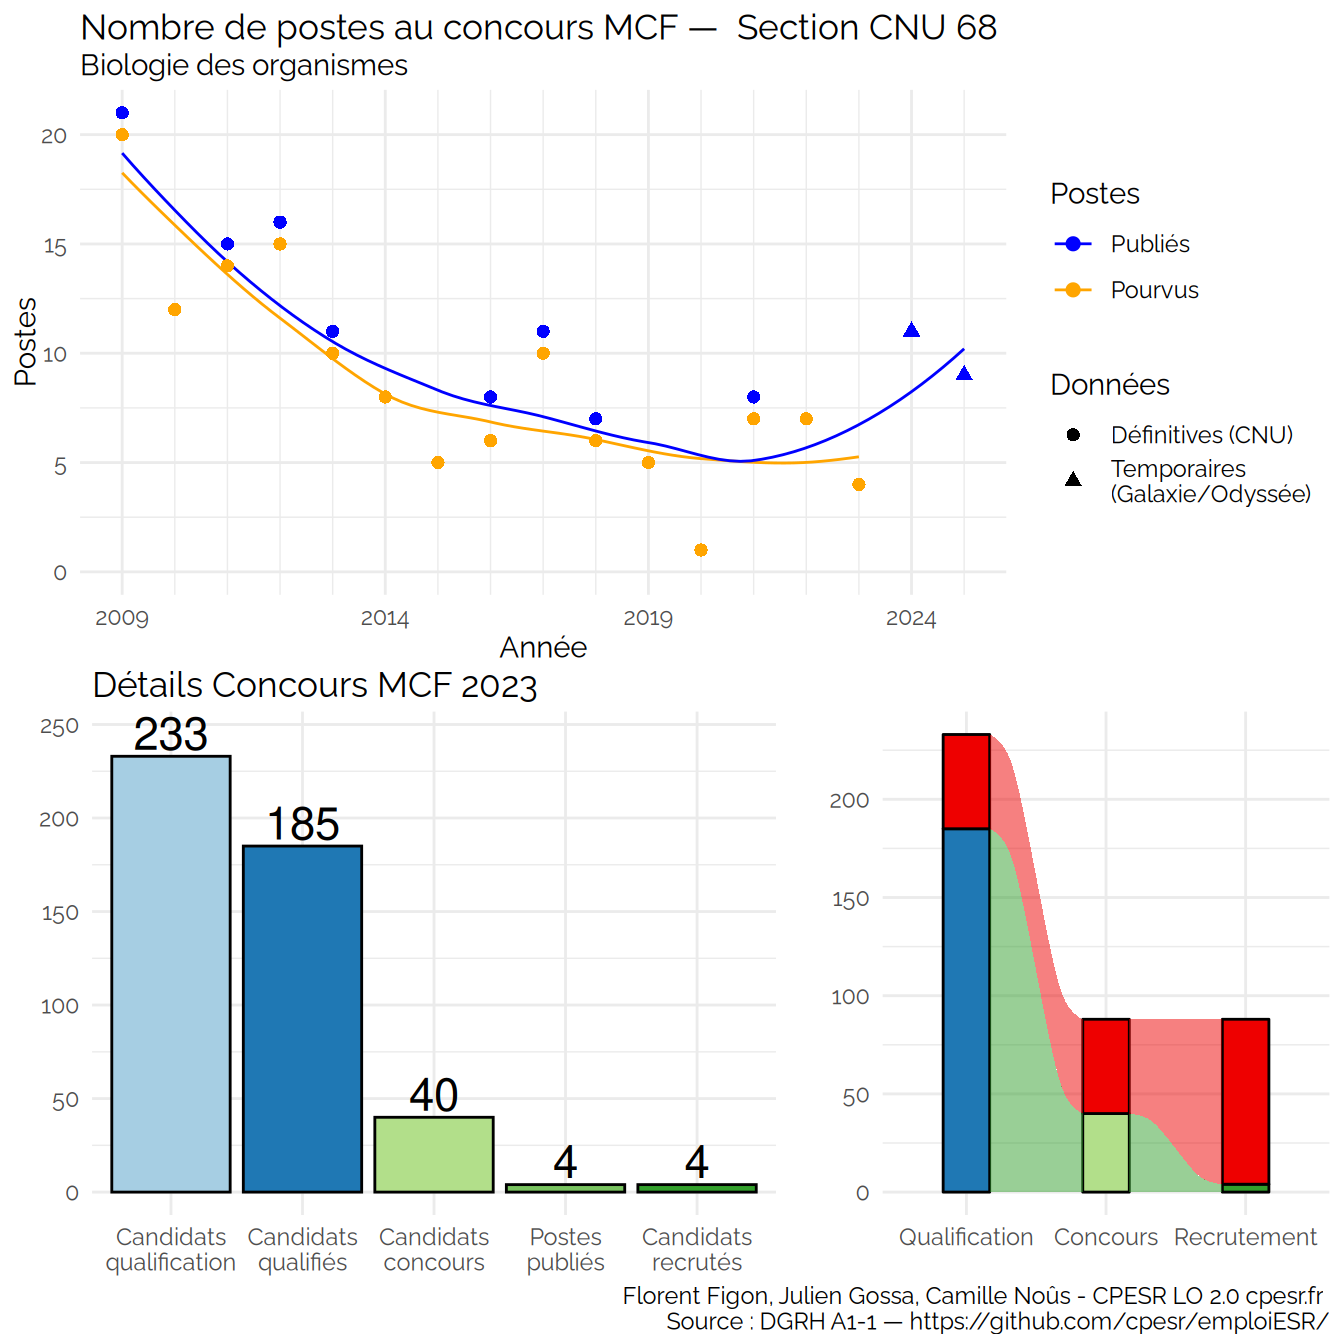 Nombre de postes au concours MCF — Section CNU 68
Biologie des organismes
Postes
20
15
10
5
0
2009
2014
2019
2024
Année
Postes
Publiés
Pourvus
Données
Définitives (CNU)
Temporaires
(Galaxie/Odyssée)
Détails Concours MCF 2023
250
200
150
100
50
0
233
185
40
4
4
Candidats
qualification
Candidats
qualifiés
Candidats
concours
Postes
publiés
Candidats
recrutés
200
150
100
50
0
Qualification
Concours
Recrutement
Florent Figon, Julien Gossa, Camille Noûs - CPESR LO 2.0 cpesr.fr
Source : DGRH A1-1 — https://github.com/cpesr/emploiESR/